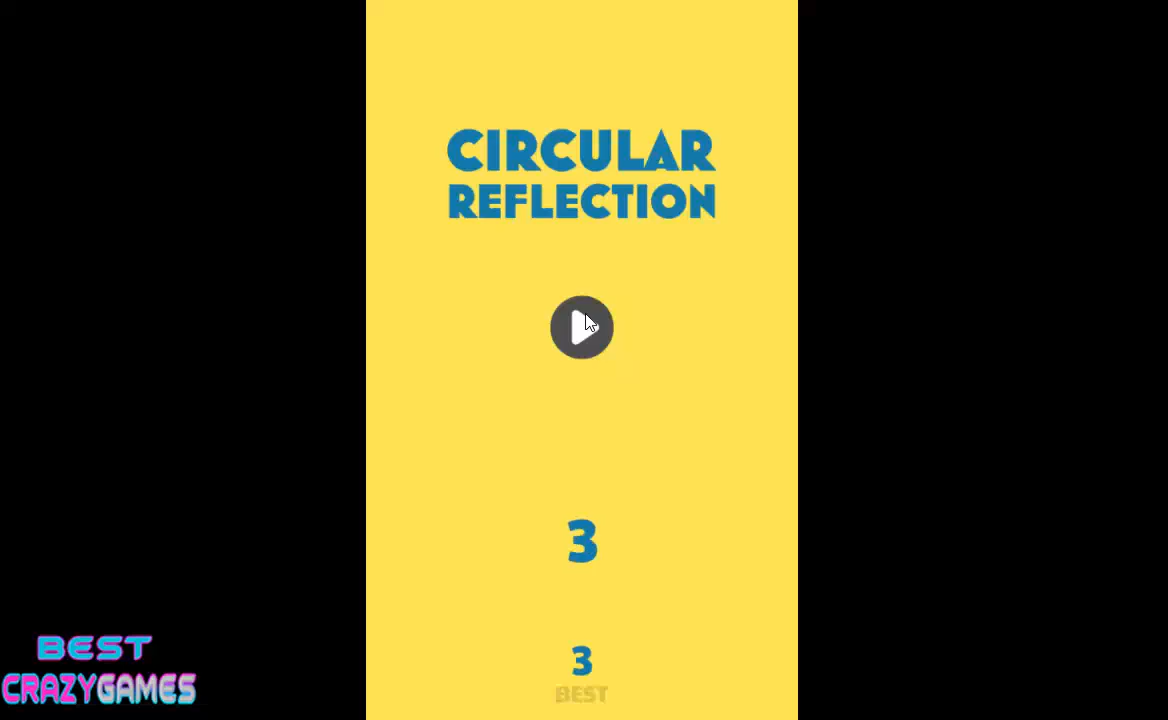 CIRCULAR
REFLECTION
3
3
BEST
BEST
CRAZYGAMES